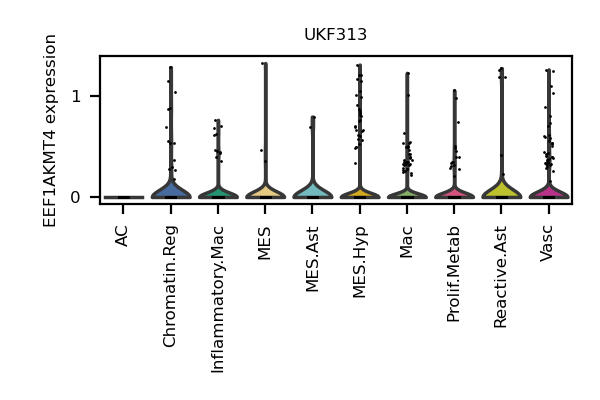 UKF313
EEF1AKMT4 expression
1
0
AC
Chromatin.Reg
Inflammatory.Mac
MES
MES.Ast
MES.Hyp
Mac
Prolif.Metab
Reactive.Ast
Vasc